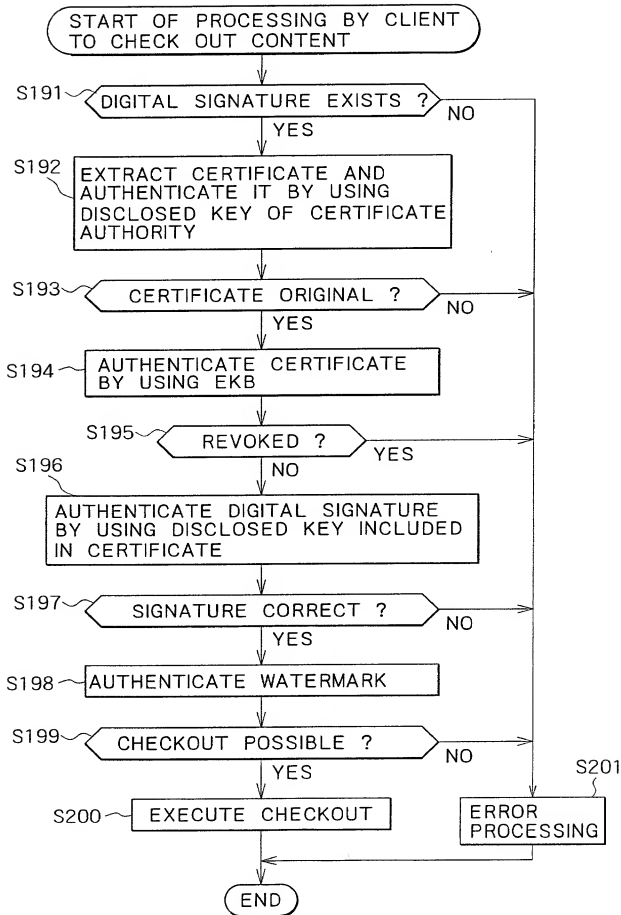 START OF PROCESSING BY CLIENT
TO CHECK OUT CONTENT
S191
DIGITAL SIGNATURE EXISTS ?
NO
YES
S192
EXTRACT CERTIFICATE AND
AUTHENTICATE IT BY USING
DISCLOSED KEY OF CERTIFICATE
AUTHORITY
S193
CERTIFICATE ORIGINAL ?
NO
YES
S194
AUTHENTICATE CERTIFICATE
BY USING EKB
S195
REVOKED ?
YES
NO
S196
AUTHENTICATE DIGITAL SIGNATURE
BY USING DISCLOSED KEY INCLUDED
IN CERTIFICATE
S197
SIGNATURE CORRECT ?
NO
YES
S198
AUTHENTICATE WATERMARK
S199
CHECKOUT POSSIBLE ?
NO
YES
S200
EXECUTE CHECKOUT
S201
ERROR
PROCESSING
END